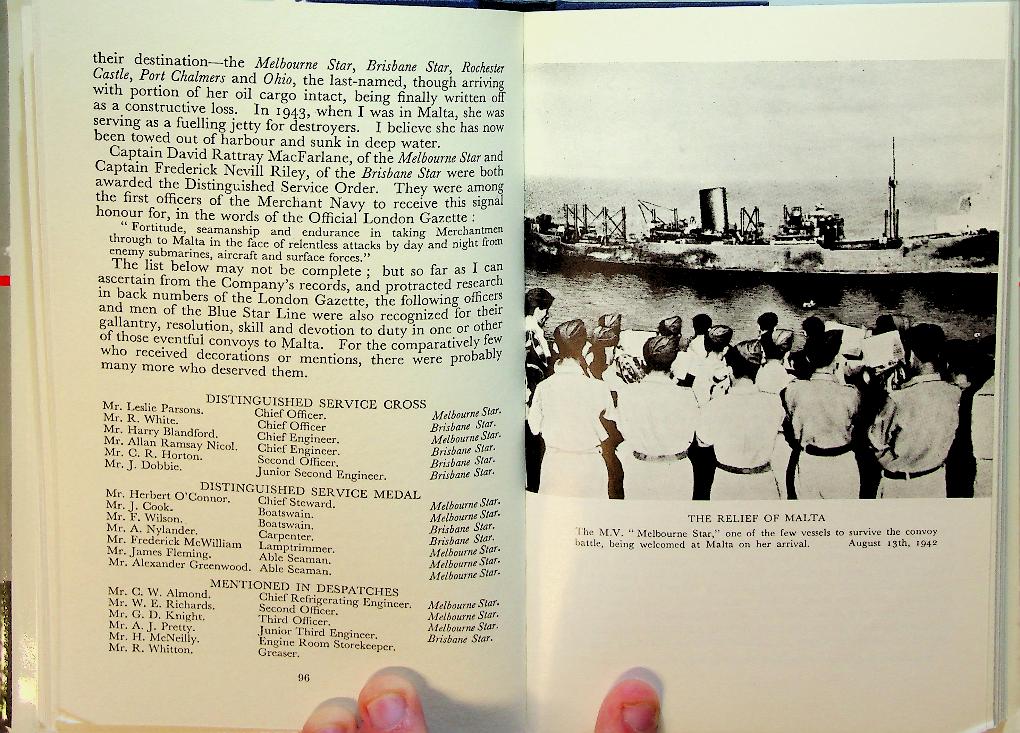 their destination—the Melbourne Star, Brisbane Star, Rochester
Castle, Port Chalmers and Ohio, the last-named, though arriving
with portion of her oil cargo intact, being finally written off
as a constructive loss. In 1943, when I was in Malta, she was
serving as a fuelling jetty for destroyers. I believe she has now
been towed out of harbour and sunk in deep water.
Captain David Rattray MacFarlane, of the Melbourne Star and
Captain Frederick Nevill Riley, of the Brisbane Star were both
awarded the Distinguished Service Order. They were among
the first officers of the Merchant Navy to receive this signal
honour for, in the words of the Official London Gazette :
“ Fortitude, seamanship and endurance in taking Merchantmen
through to Malta in the face of relentless attacks by day and night from
enemy submarines, aircraft and surface forces.”
The list below may not be complete ; but so far as I can
ascertain from the Company's records, and protracted research
in back numbers of the London Gazette, the following officers
and men of the Blue Star Line were also recognized for their
gallantry, resolution, skill and devotion to duty in one or other
of those eventful convoys to Malta. For the comparatively few
who received decorations or mentions, there were probably
many more who deserved them.
DISTINGUISHED SERVICE CROSS
Mr. Leslie Parsons. Chief Officer. Melbourne Star.
Mr. R. White. Chief Officer Brisbane Star.
Mr. Harry Blandford. Chief Engineer. Melbourne Star.
Mr. Allan Ramsay Nicol. Chief Engineer. Brisbane Star.
Mr. C. R. Horton. Second Officer. Brisbane Star.
Mr. J. Dobbie. Junior Second Engineer. Brisbane Star.
DISTINGUISHED SERVICE MEDAL
Mr. Herbert O'Connor. Chief Steward. Melbourne Star.
Mr. J. Cook. Boatswain. Melbourne Star.
Mr. F. Wilson. Boatswain. Brisbane Star.
Mr. A. Nylander. Carpenter. Brisbane Star.
Mr. Frederick McWilliam Lamptrimmer. Melbourne Star.
Mr. James Fleming. Able Seaman. Melbourne Star.
Mr. Alexander Greenwood. Able Seaman. Melbourne Star.
MENTIONED IN DESPATCHES
Mr. C. W. Almond. Chief Refrigerating Engineer. Melbourne Star.
Mr. W. E. Richards. Second Officer. Melbourne Star.
Mr. G. D. Knight. Third Officer. Melbourne Star.
Mr. A. J. Pretty. Junior Third Engineer. Brisbane Star.
Mr. H. McNeilly. Engine Room Storekeeper.
Mr. R. Whitton. Greaser.
96
THE RELIEF OF MALTA
The M.V. “ Melbourne Star,” one of the few vessels to survive the convoy
battle, being welcomed at Malta on her arrival. August 13th, 1942